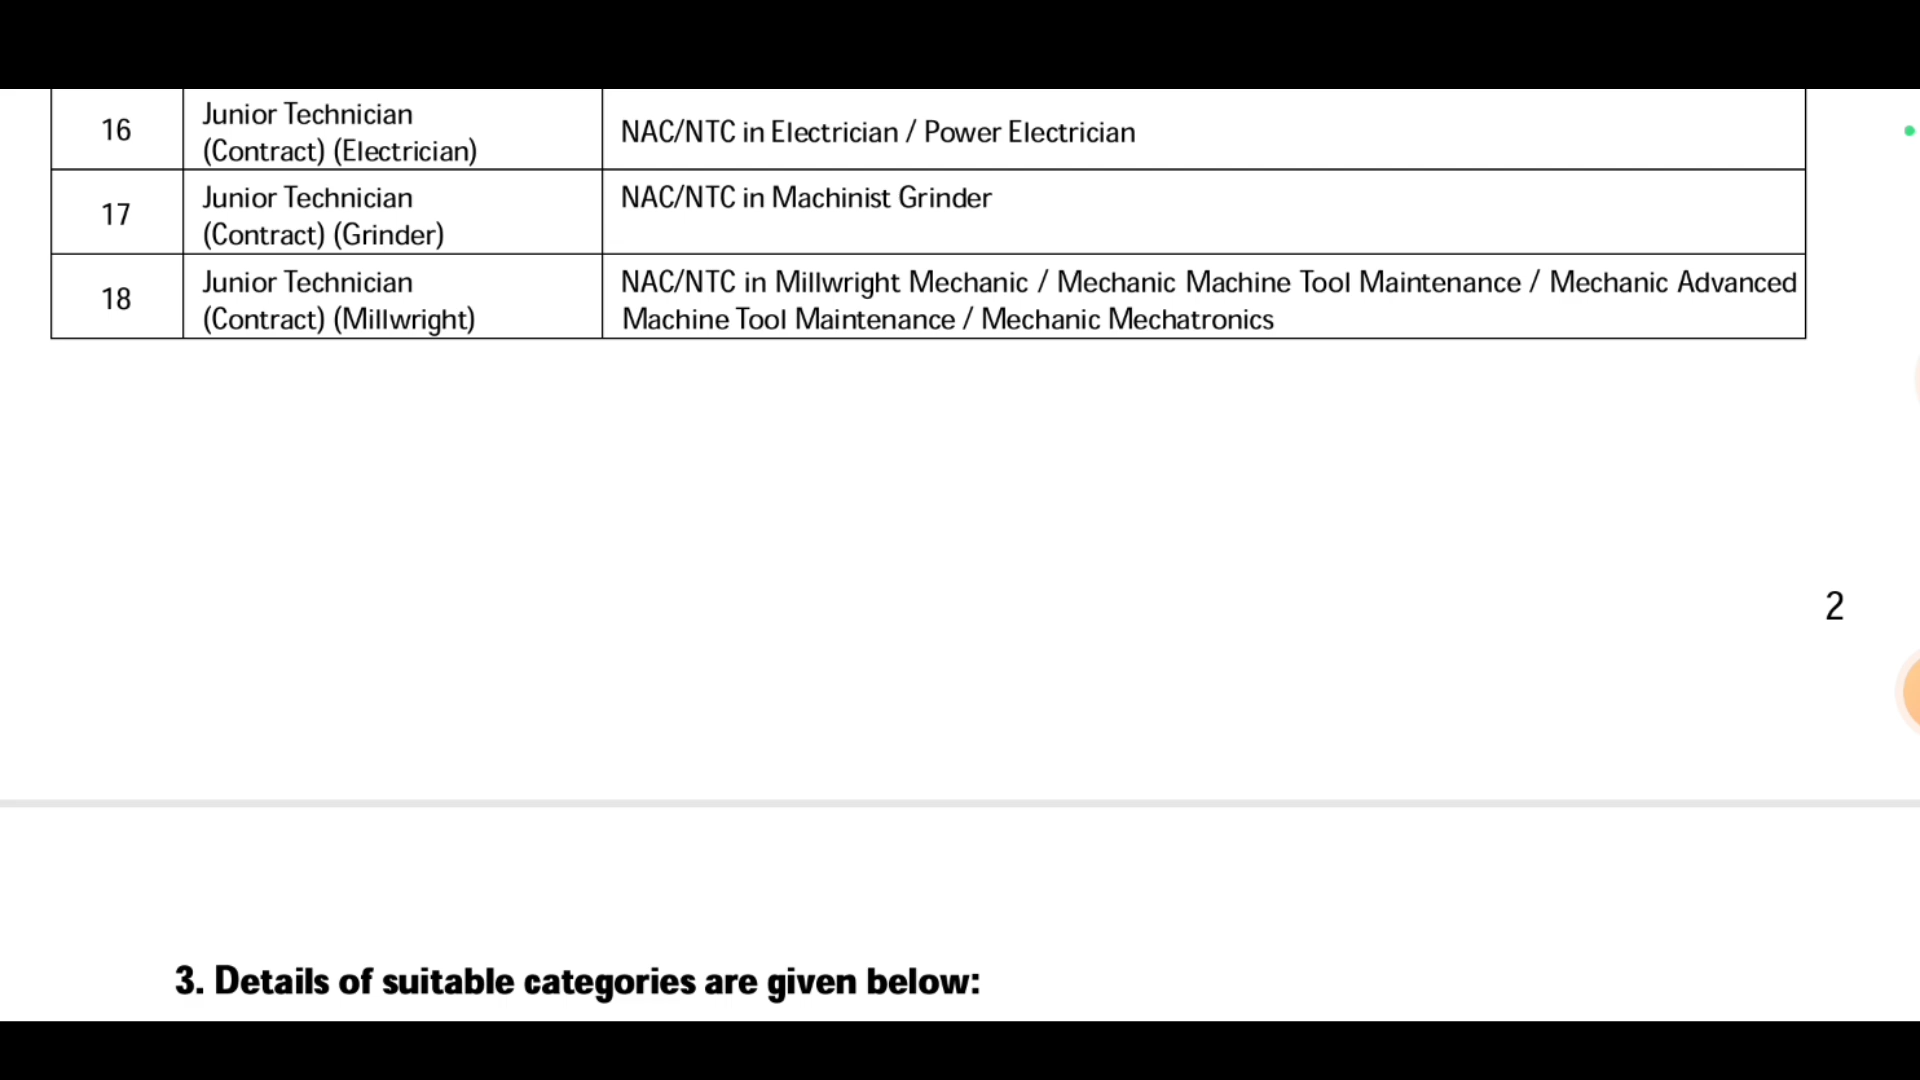 16
Junior Technician
(Contract) (Electrician)
NAC/NTC in Electrician / Power Electrician
17
Junior Technician
(Contract) (Grinder)
NAC/NTC in Machinist Grinder
18
Junior Technician
(Contract) (Millwright)
NAC/NTC in Millwright Mechanic / Mechanic Machine Tool Maintenance / Mechanic Advanced
Machine Tool Maintenance / Mechanic Mechatronics
2
3. Details of suitable categories are given below: